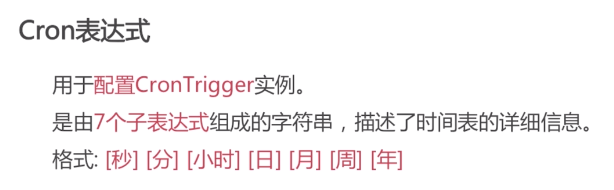 Cron表达式
用于配置CronTrigger实例。
是由7个子表达式组成的字符串，描述了时间表的详细信息。
格式: [秒] [分] [小时] [日] [月] [周] [年]